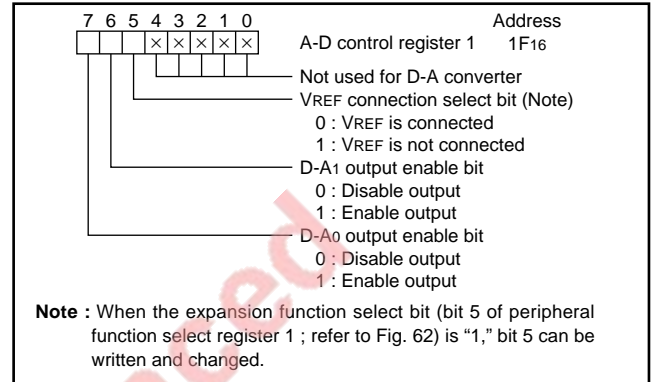 7 6 5 4 3 2 1 0 Address
× × × × × A-D control register 1 1F16
Not used for D-A converter
VREF connection select bit (Note)
0 : VREF is connected
1 : VREF is not connected
D-A1 output enable bit
0 : Disable output
1 : Enable output
D-A0 output enable bit
0 : Disable output
1 : Enable output
Note : When the expansion function select bit (bit 5 of peripheral
function select register 1 ; refer to Fig. 62) is “1,” bit 5 can be
written and changed.